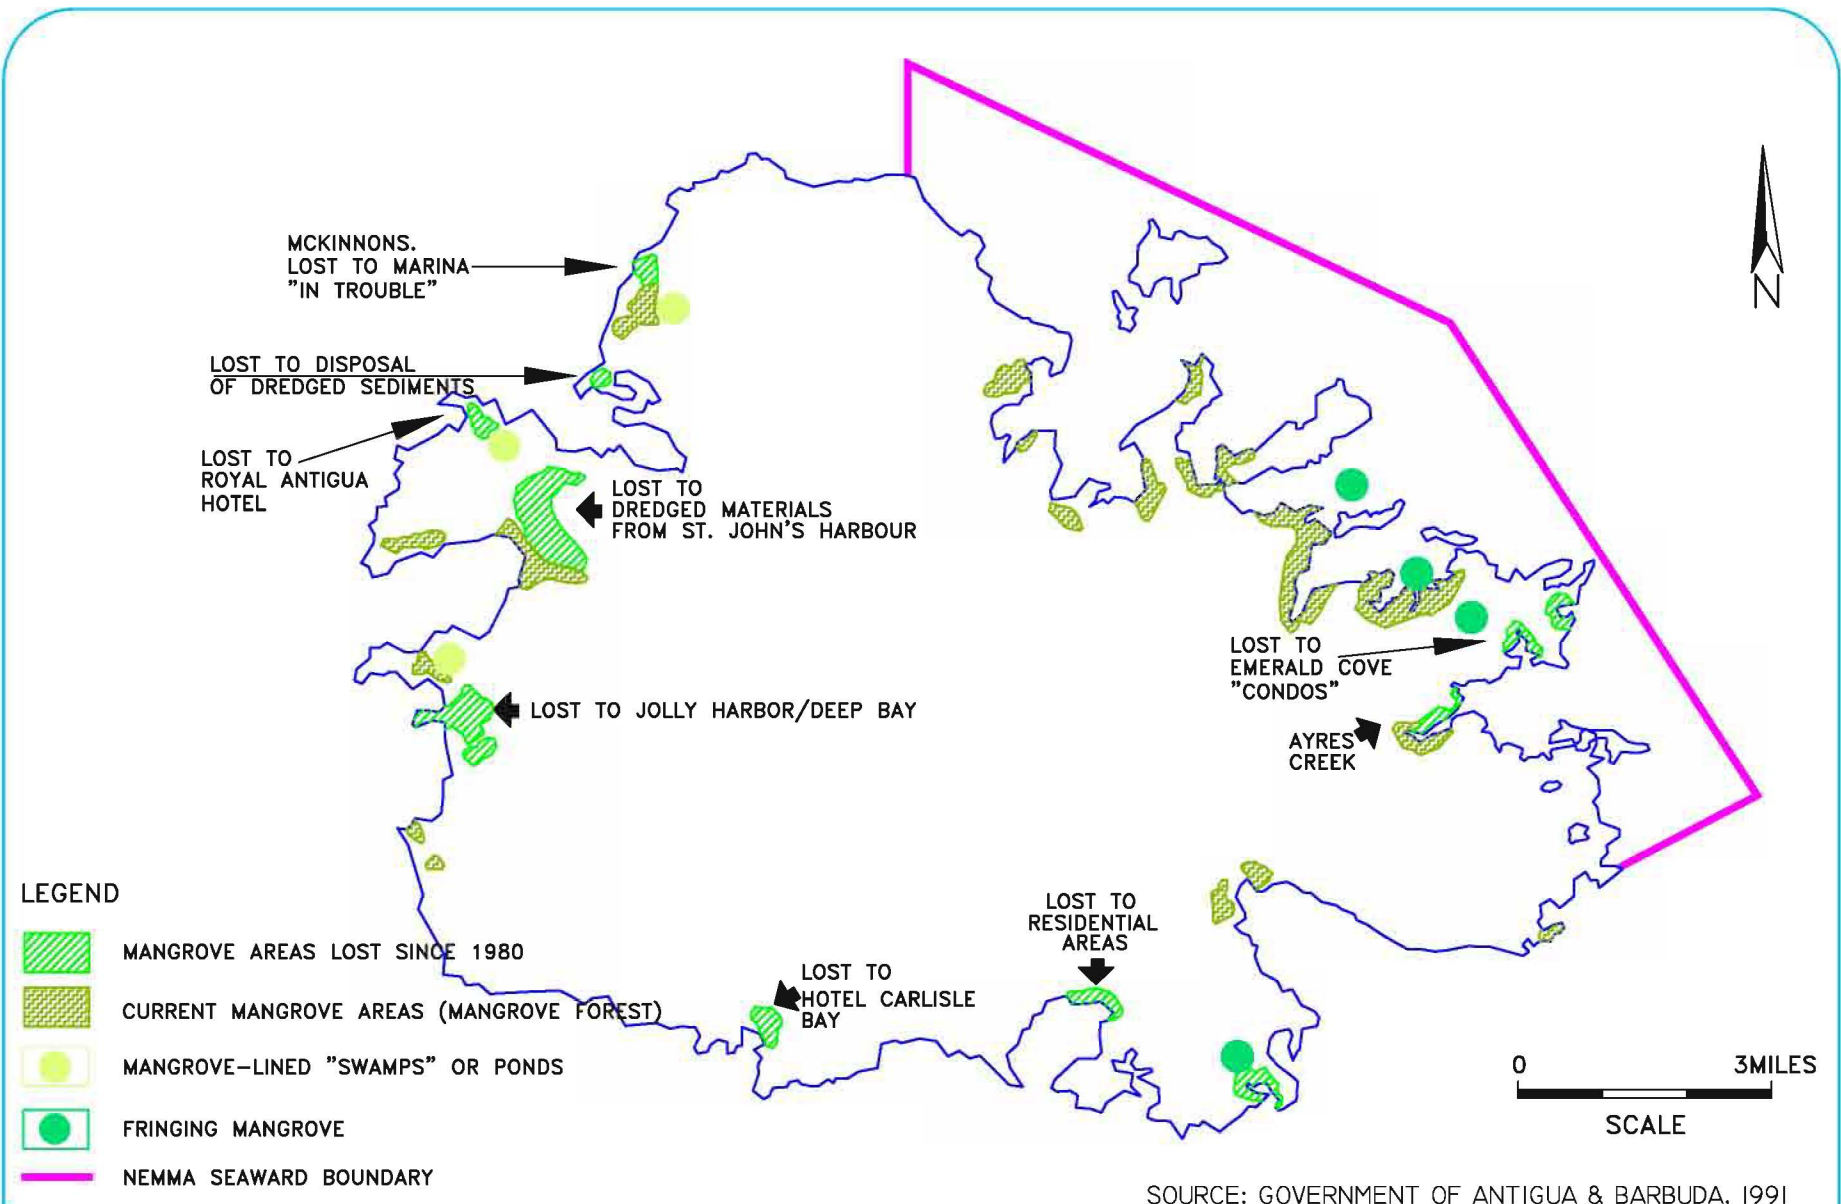 MCKINNONS.
LOST TO MARINA
"IN TROUBLE"
LOST TO DISPOSAL
OF DREDGED SEDIMENTS
LOST TO
ROYAL ANTIGUA
HOTEL
LOST TO
DREDGED MATERIALS
FROM ST. JOHN'S HARBOUR
N
LOST TO
EMERALD COVE
"CONDOS"
LOST TO JOLLY HARBOR/DEEP BAY
AYRES
CREEK
LOST TO
RESIDENTIAL
AREAS
LOST TO
HOTEL CARLISLE
BAY
LEGEND
MANGROVE AREAS LOST SINCE 1980
CURRENT MANGROVE AREAS (MANGROVE FOREST)
MANGROVE-LINED "SWAMPS" OR PONDS
FRINGING MANGROVE
NEMMA SEAWARD BOUNDARY
0 3MILES
SCALE
SOURCE: GOVERNMENT OF ANTIGUA & BARBUDA, 1991